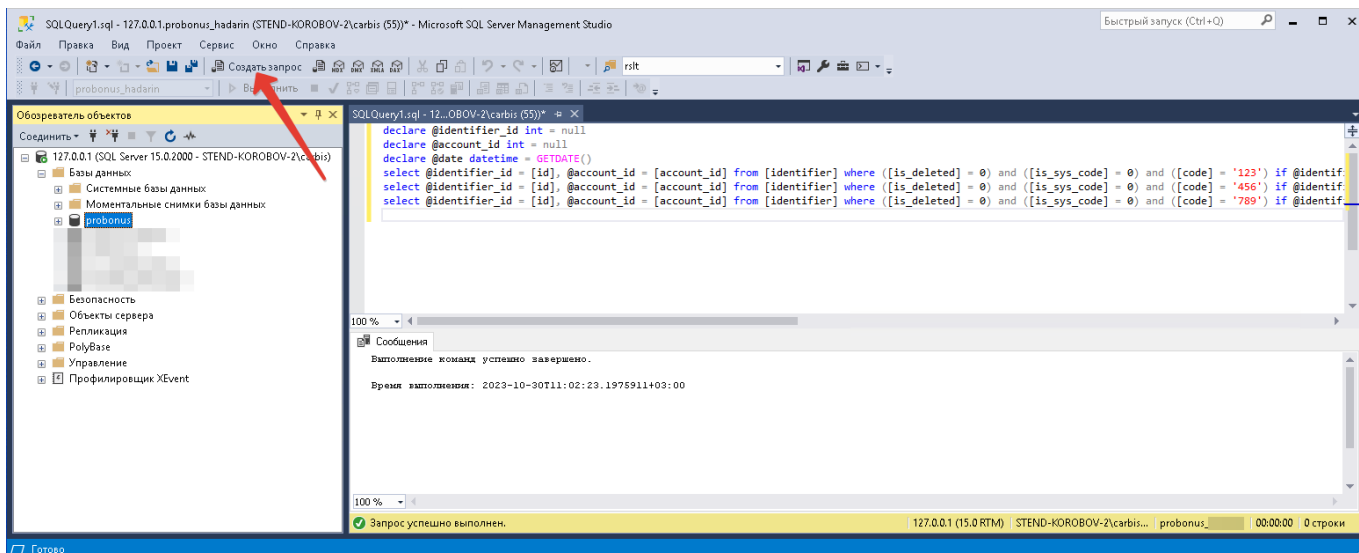 SQLQuery1.sql - 127.0.0.1.probonus_hadarin (STEND-KOROBOV-2\carbis (55))* - Microsoft SQL Server Management Studio
Быстрый запуск (Ctrl+Q)
Файл Правка Вид Проект Сервис Окно Справка
Создать запрос MDX DMX XMLA DAX rslt
probonus_hadarin
Обозреватель объектов
SQLQuery1.sql - 12...OBOV-2\carbis (55))*
Соединить
127.0.0.1 (SQL Server 15.0.2000 - STEND-KOROBOV-2\carbis)
Базы данных
Системные базы данных
Моментальные снимки базы данных
probonus
Безопасность
Объекты сервера
Репликация
PolyBase
Управление
Профилировщик XEvent
declare @identifier_id int = null
declare @account_id int = null
declare @date datetime = GETDATE()
select @identifier_id = [id], @account_id = [account_id] from [identifier] where ([is_deleted] = 0) and ([is_sys_code] = 0) and ([code] = '123') if @identif
select @identifier_id = [id], @account_id = [account_id] from [identifier] where ([is_deleted] = 0) and ([is_sys_code] = 0) and ([code] = '456') if @identif
select @identifier_id = [id], @account_id = [account_id] from [identifier] where ([is_deleted] = 0) and ([is_sys_code] = 0) and ([code] = '789') if @identif
100 %
Сообщения
Выполнение команд успешно завершено.
Время выполнения: 2023-10-30T11:02:23.1975911+03:00
100 %
Запрос успешно выполнен.
127.0.0.1 (15.0 RTM) STEND-KOROBOV-2\carbis... probonus_ 00:00:00 0 строки
Готово